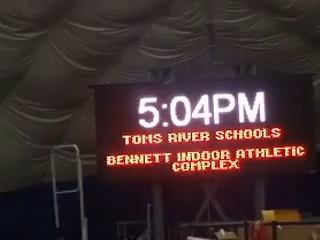 5:04PM
TOMS RIVER SCHOOLS
BENNETT INDOOR ATHLETIC
COMPLEX